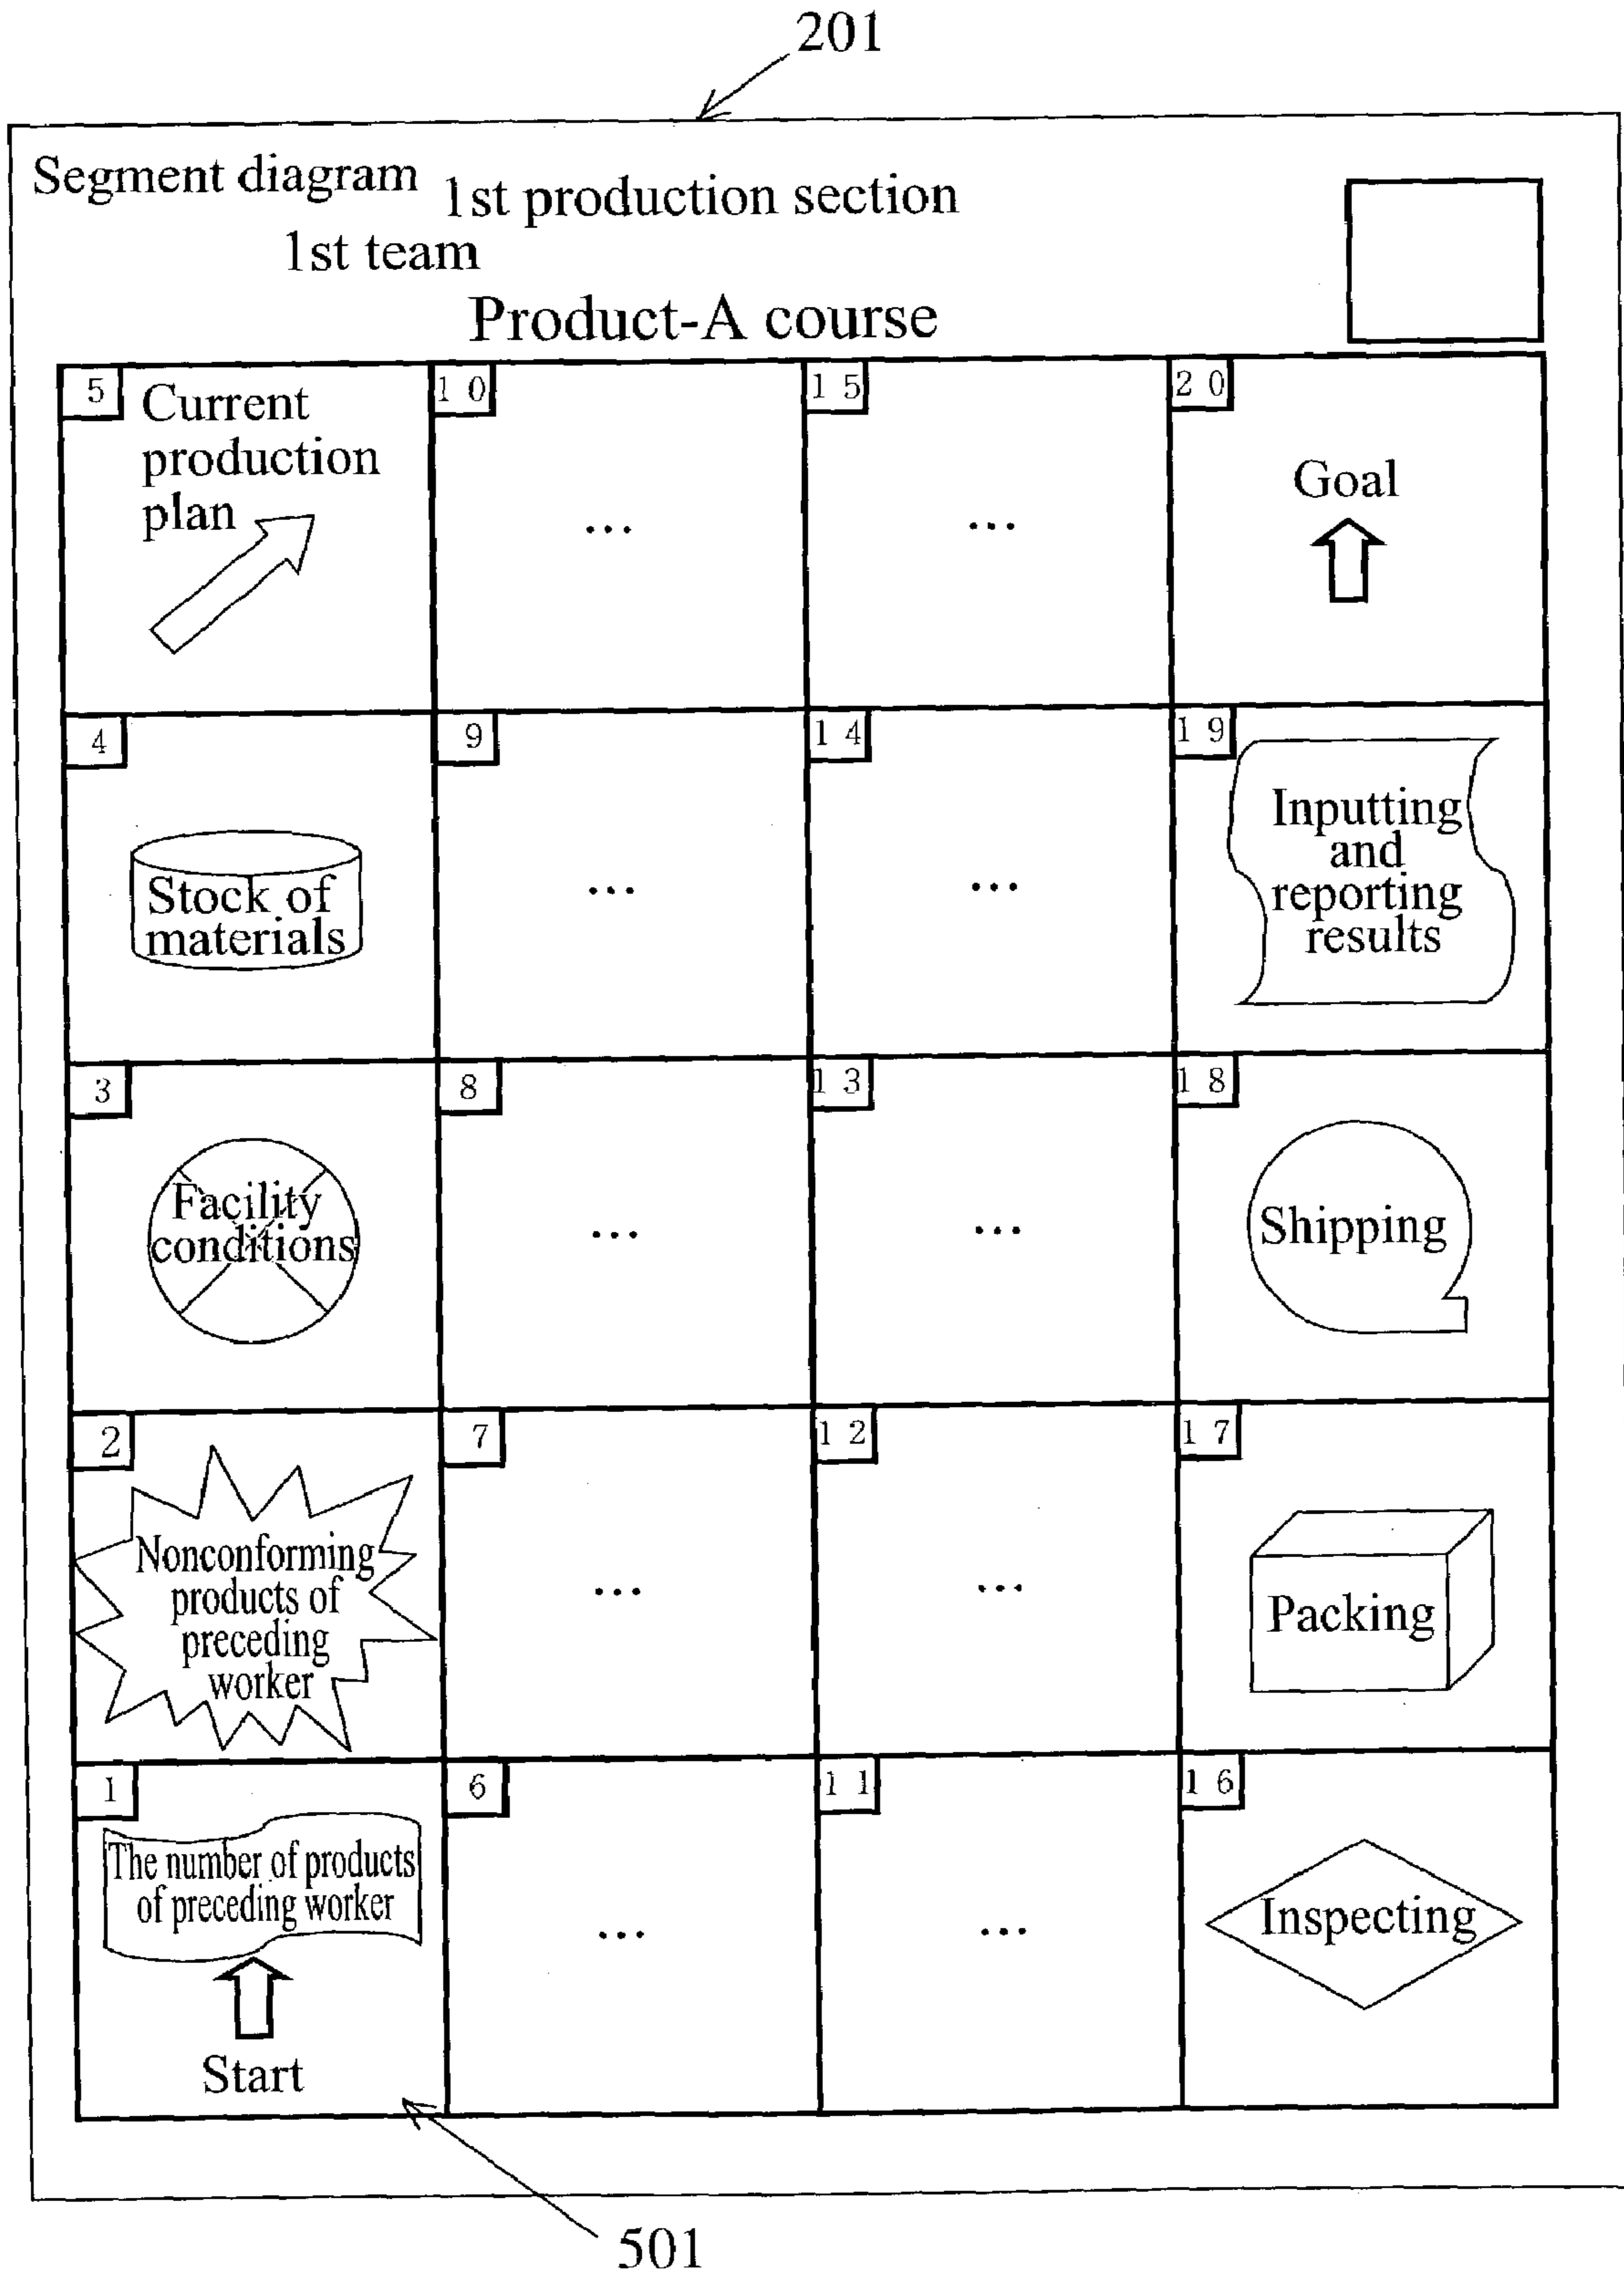 201
Segment diagram 1st production section
1st team
Product-A course
5 10 15 20
Current
production
plan
...
...
Goal
4 9 14 19
Stock of
materials
...
...
Inputting
and
reporting
results
3 8 13 18
Facility
conditions
...
...
Shipping
2 7 12 17
Nonconforming
products of
preceding
worker
...
...
Packing
1 6 11 16
The number of products
of preceding worker
...
...
Inspecting
Start
501